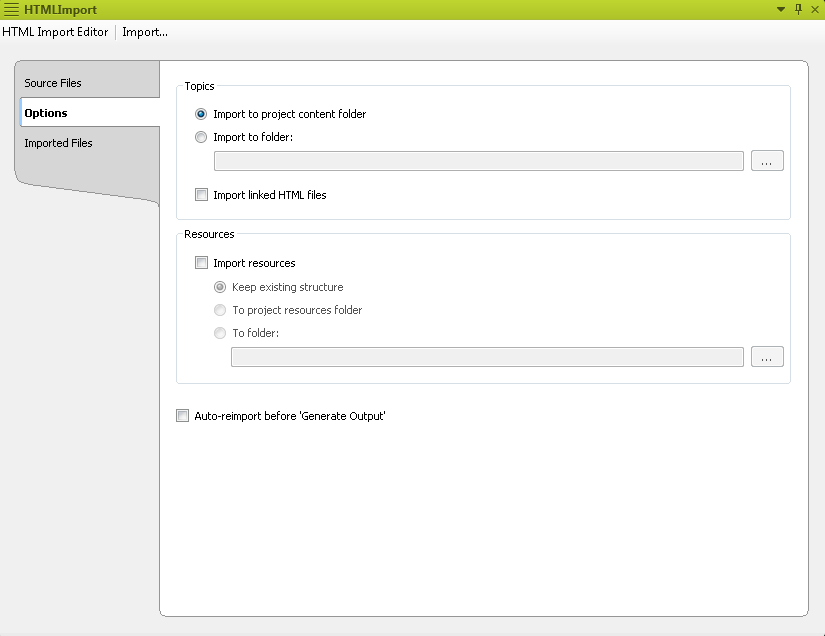 HTMLImport
HTML Import Editor Import...
Source Files
Options
Imported Files
Topics
Import to project content folder
Import to folder:
...
Import linked HTML files
Resources
Import resources
Keep existing structure
To project resources folder
To folder:
...
Auto-reimport before 'Generate Output'